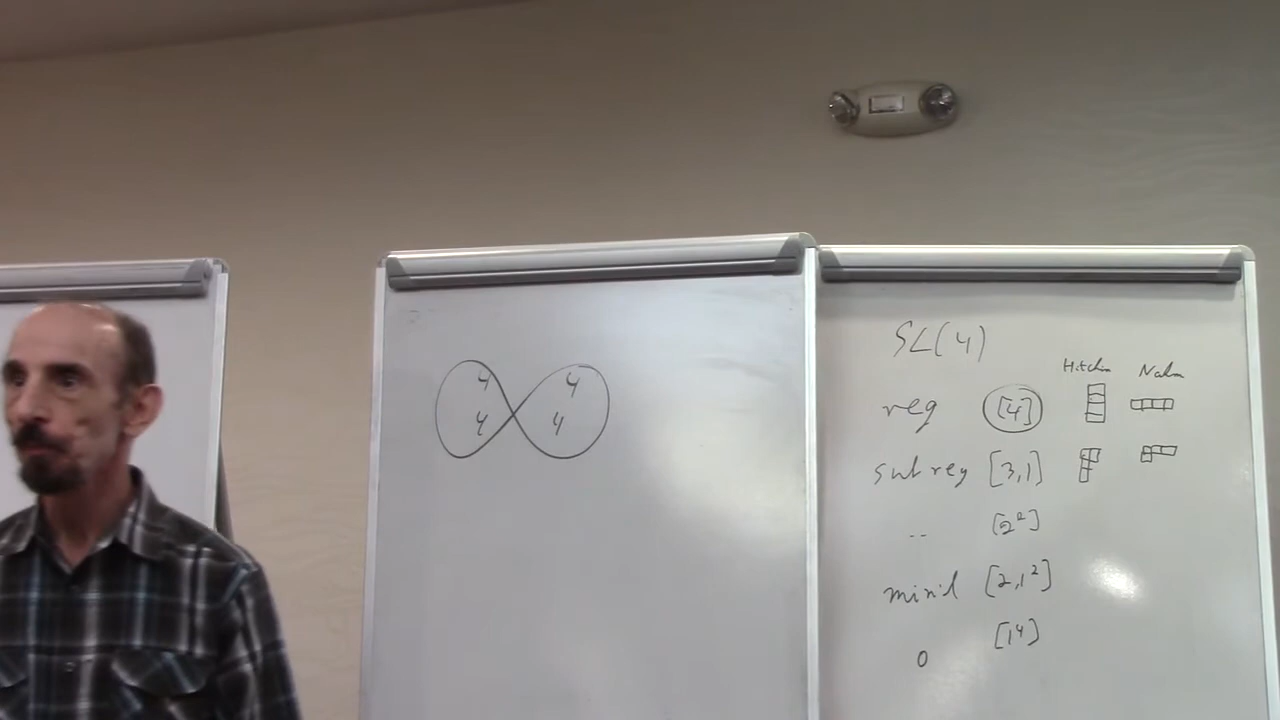 4 4
4 4
SL(4)
Hitchin Nahm
reg [4]
subreg [3,1]
.. [2²]
min'l [2,1²]
0 [1⁴]